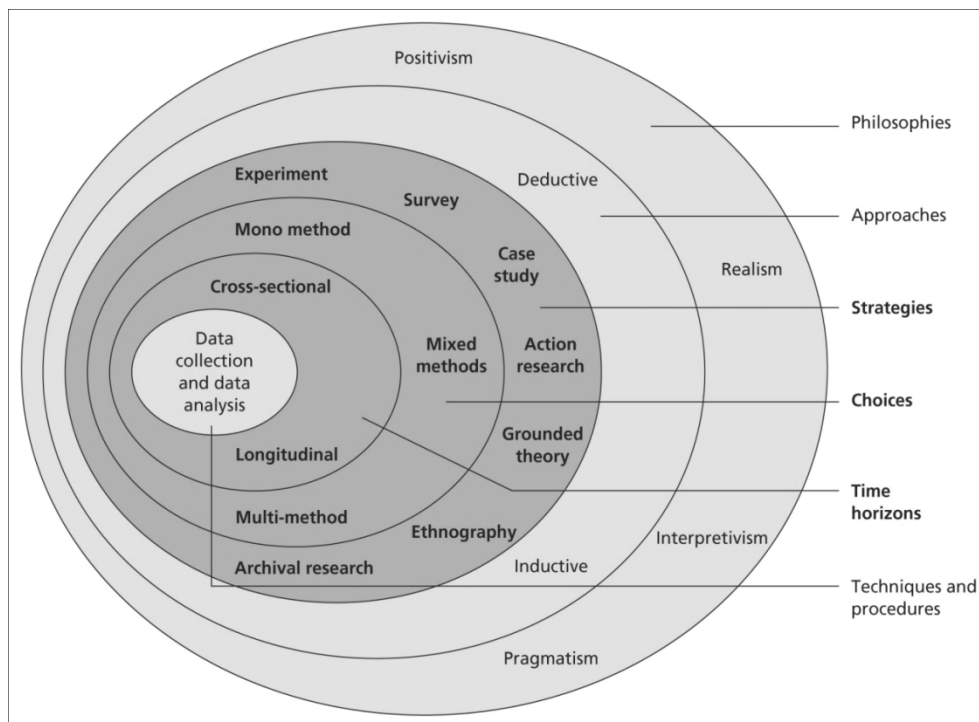 Positivism
Philosophies
Experiment
Deductive
Survey
Approaches
Mono method
Case
study
Realism
Cross-sectional
Strategies
Data
collection
and data
analysis
Mixed
methods
Action
research
Choices
Grounded
theory
Longitudinal
Time
horizons
Multi-method
Ethnography
Interpretivism
Archival research
Inductive
Techniques and
procedures
Pragmatism